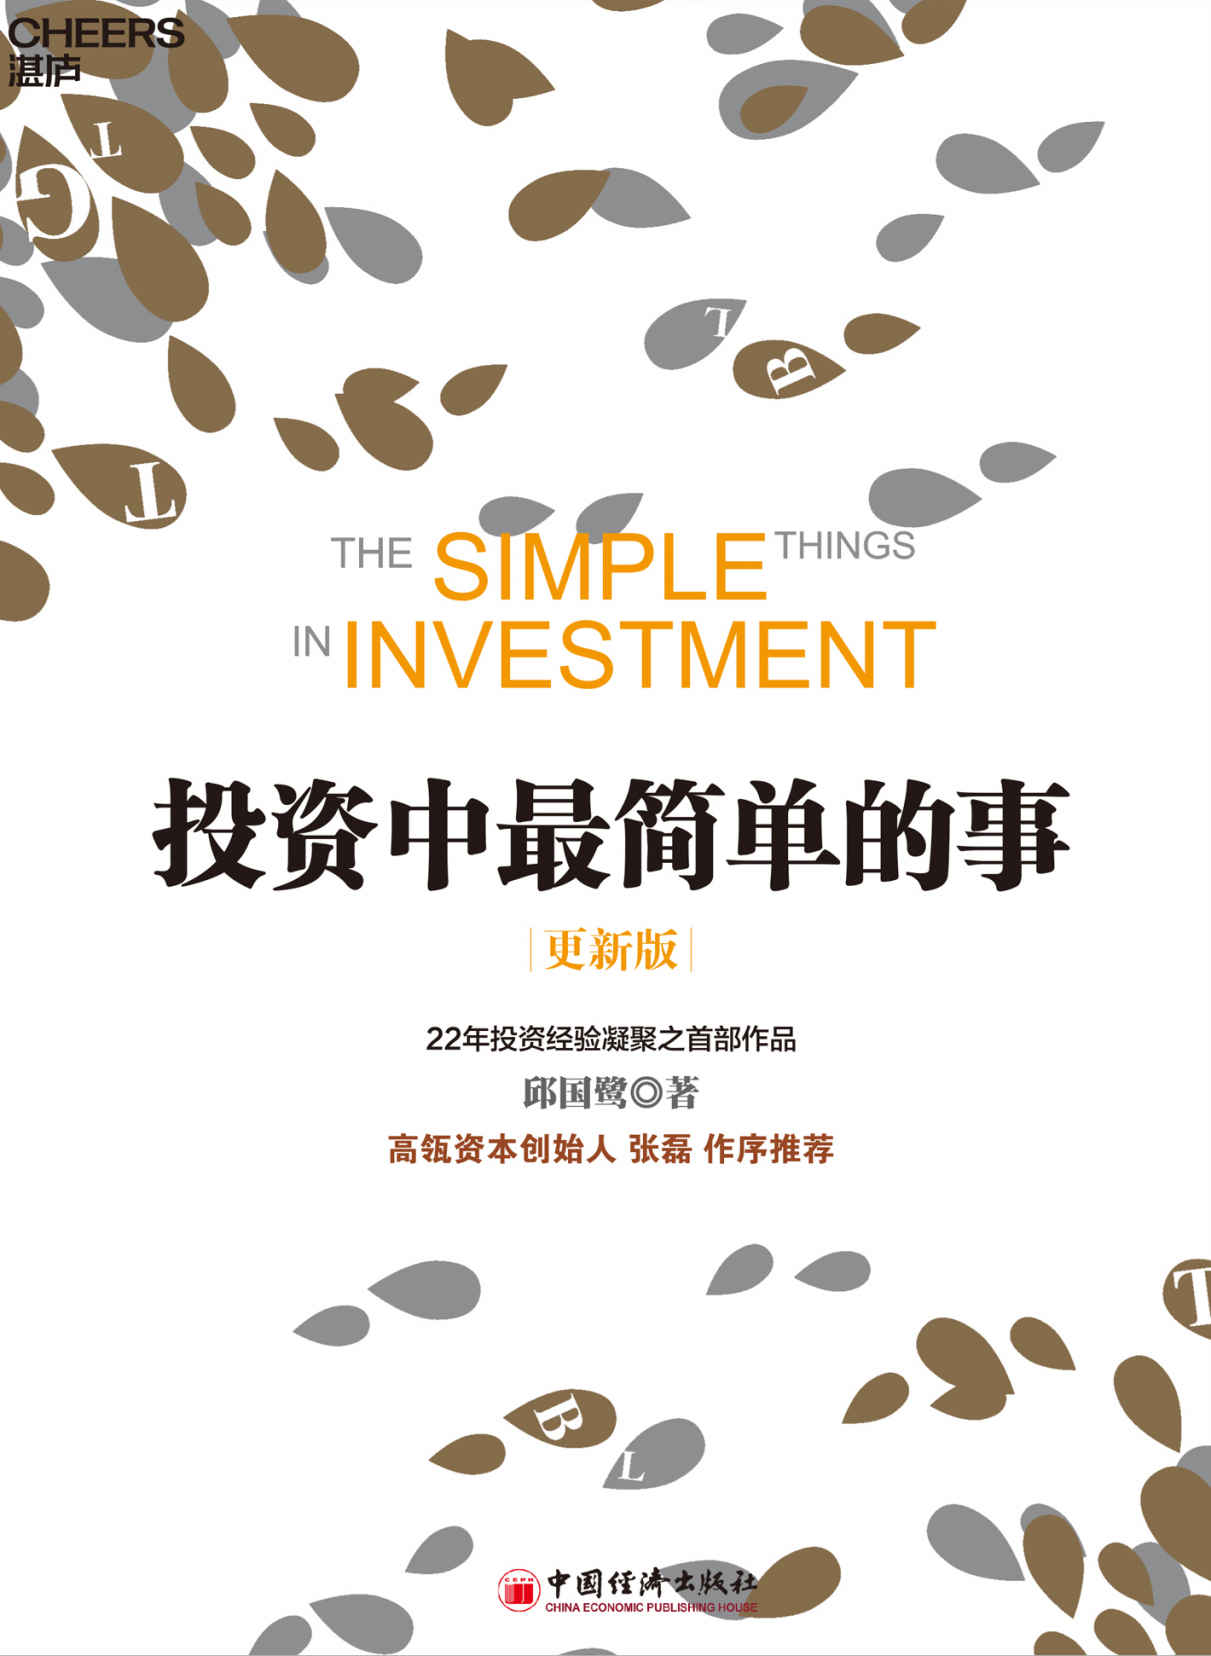 CHEERS
湛庐
T
G
T
L
B
THE SIMPLE THINGS
IN INVESTMENT
投资中最简单的事
更新版
22年投资经验凝聚之首部作品
邱国鹭◎著
高瓴资本创始人 张磊 作序推荐
T
B
L
CEPH
中国经济出版社
CHINA ECONOMIC PUBLISHING HOUSE